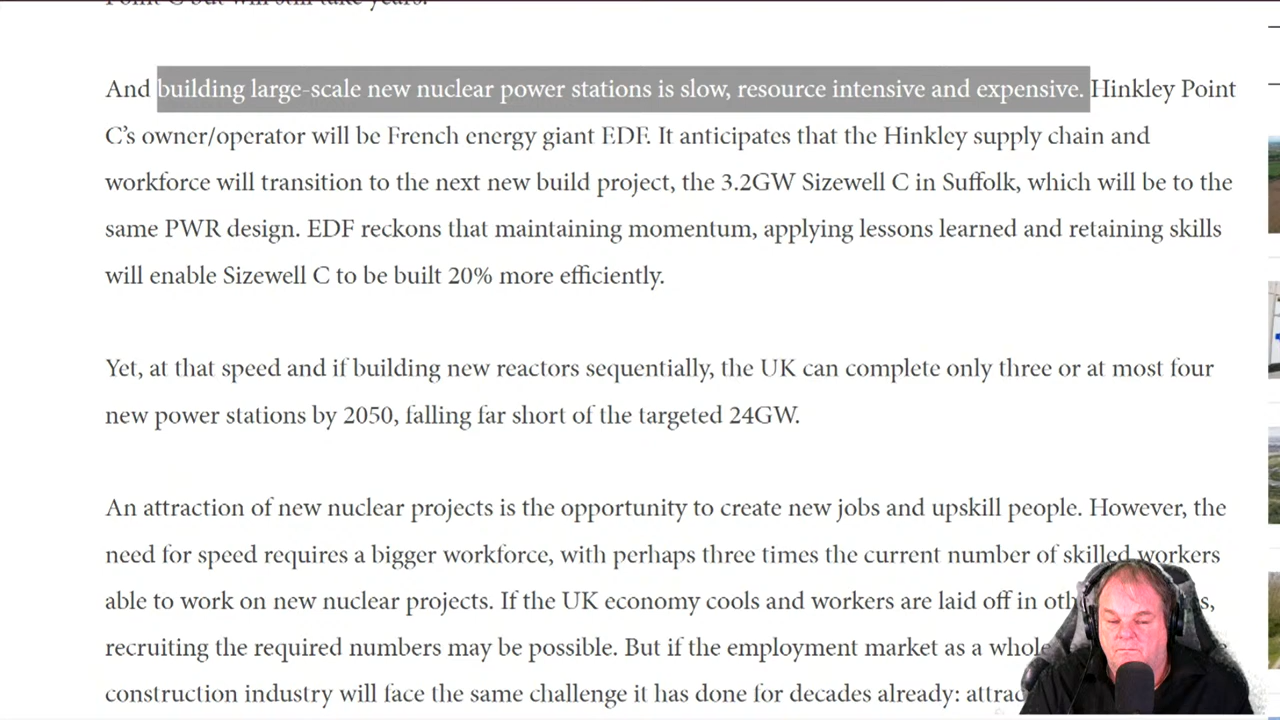 And building large-scale new nuclear power stations is slow, resource intensive and expensive. Hinkley Point
C’s owner/operator will be French energy giant EDF. It anticipates that the Hinkley supply chain and
workforce will transition to the next new build project, the 3.2GW Sizewell C in Suffolk, which will be to the
same PWR design. EDF reckons that maintaining momentum, applying lessons learned and retaining skills
will enable Sizewell C to be built 20% more efficiently.
Yet, at that speed and if building new reactors sequentially, the UK can complete only three or at most four
new power stations by 2050, falling far short of the targeted 24GW.
An attraction of new nuclear projects is the opportunity to create new jobs and upskill people. However, the
need for speed requires a bigger workforce, with perhaps three times the current number of skilled workers
able to work on new nuclear projects. If the UK economy cools and workers are laid off in
recruiting the required numbers may be possible. But if the employment market as a whole
construction industry will face the same challenge it has done for decades already: